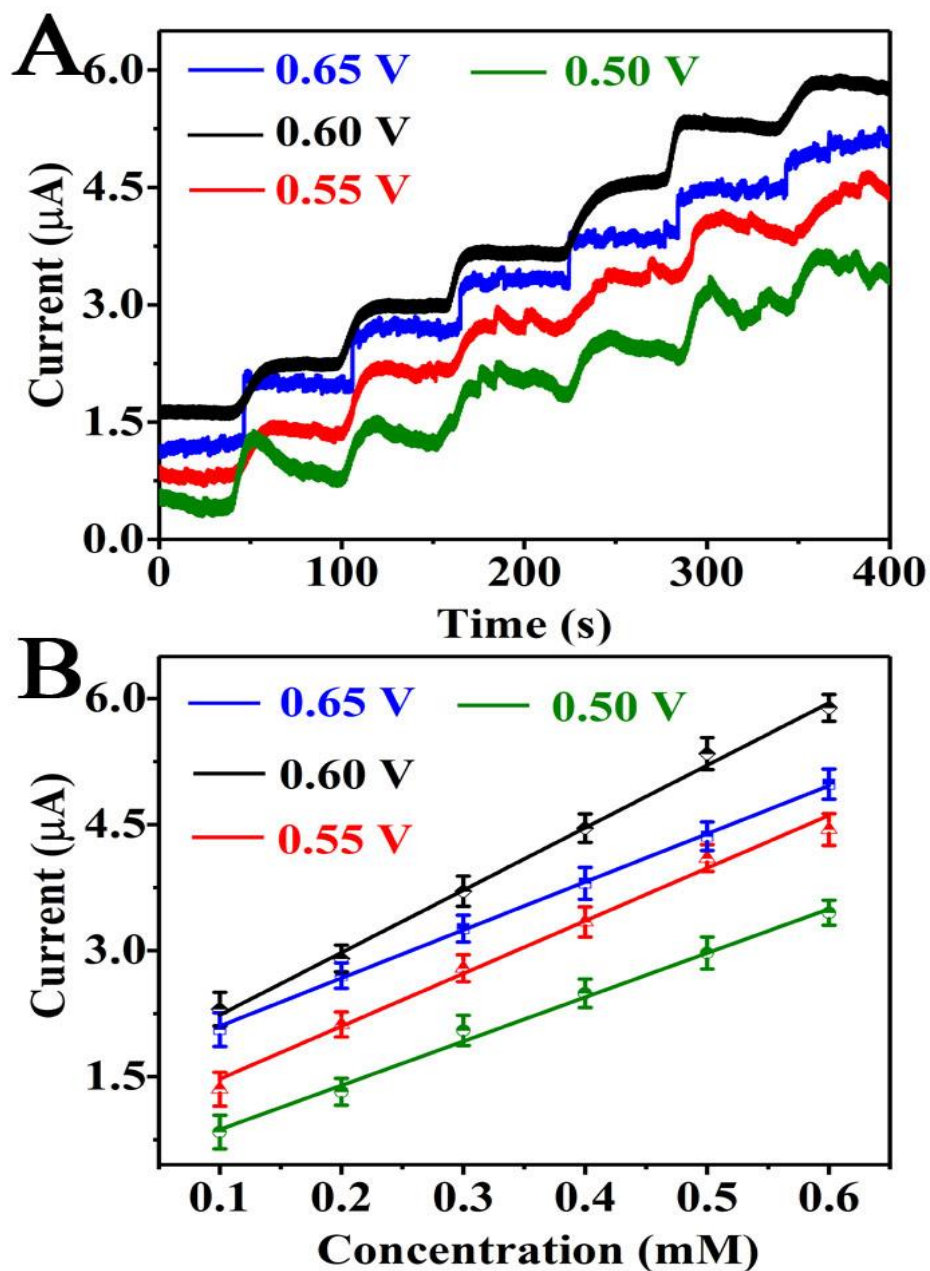 A
0.65 V 0.50 V
0.60 V
0.55 V
6.0
4.5
3.0
1.5
0.0
Current (μA)
0 100 200 300 400
Time (s)
B
0.65 V 0.50 V
0.60 V
0.55 V
6.0
4.5
3.0
1.5
Current (μA)
0.1 0.2 0.3 0.4 0.5 0.6
Concentration (mM)